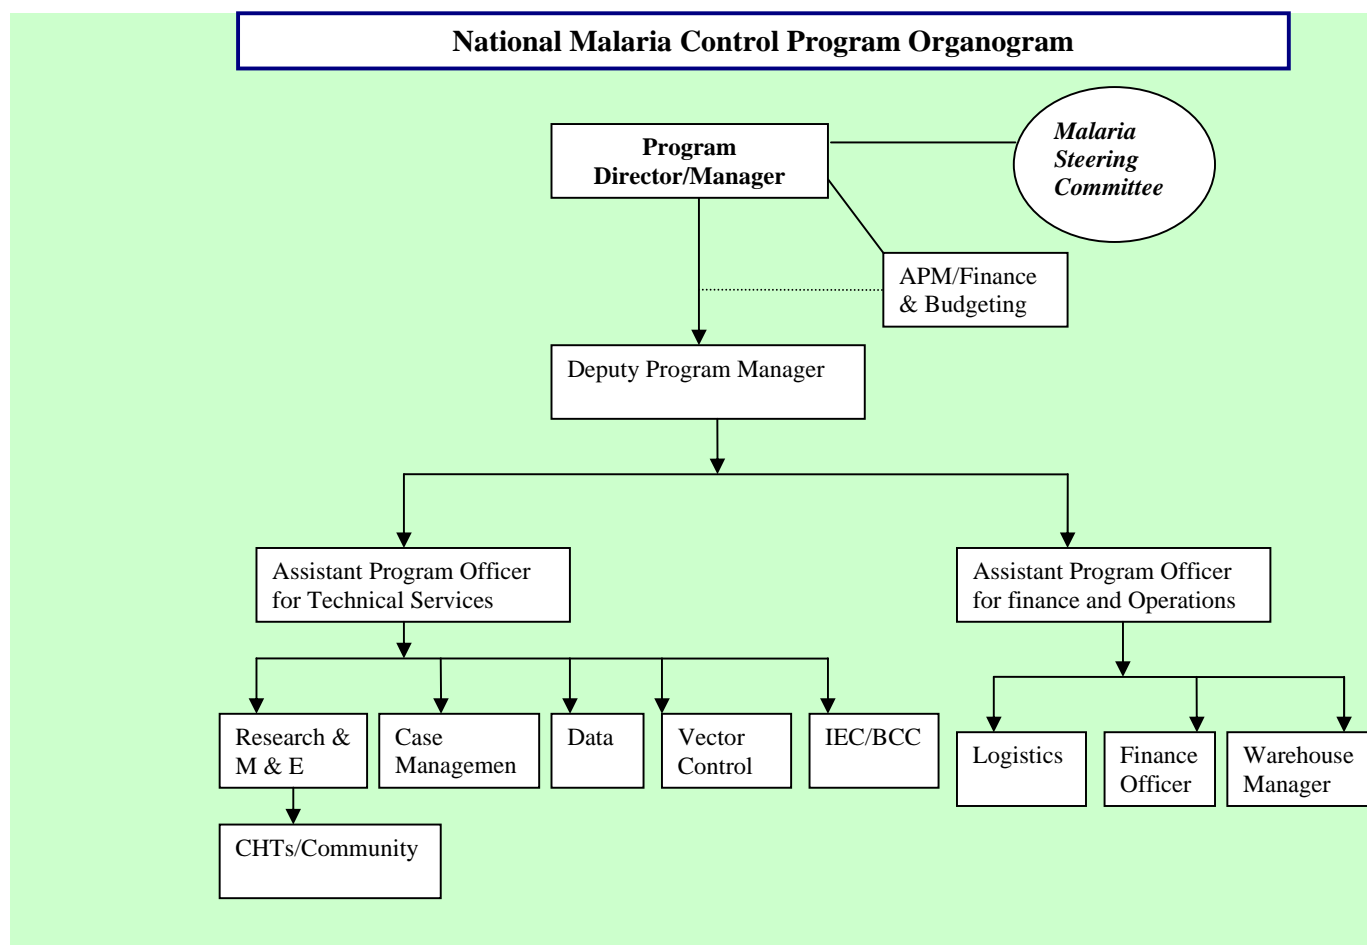 National Malaria Control Program Organogram
Program
Director/Manager
Malaria
Steering
Committee
APM/Finance
& Budgeting
Deputy Program Manager
Assistant Program Officer
for Technical Services
Assistant Program Officer
for finance and Operations
Research &
M & E
Case
Managemen
Data
Vector
Control
IEC/BCC
Logistics
Finance
Officer
Warehouse
Manager
CHTs/Community